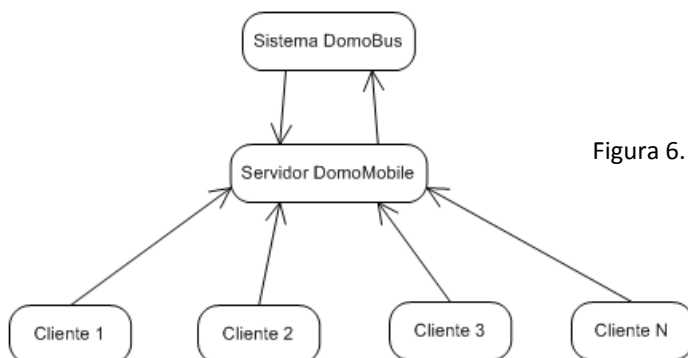 Sistema DomoBus
Servidor DomoMobile
Figura 6.
Cliente 1
Cliente 2
Cliente 3
Cliente N